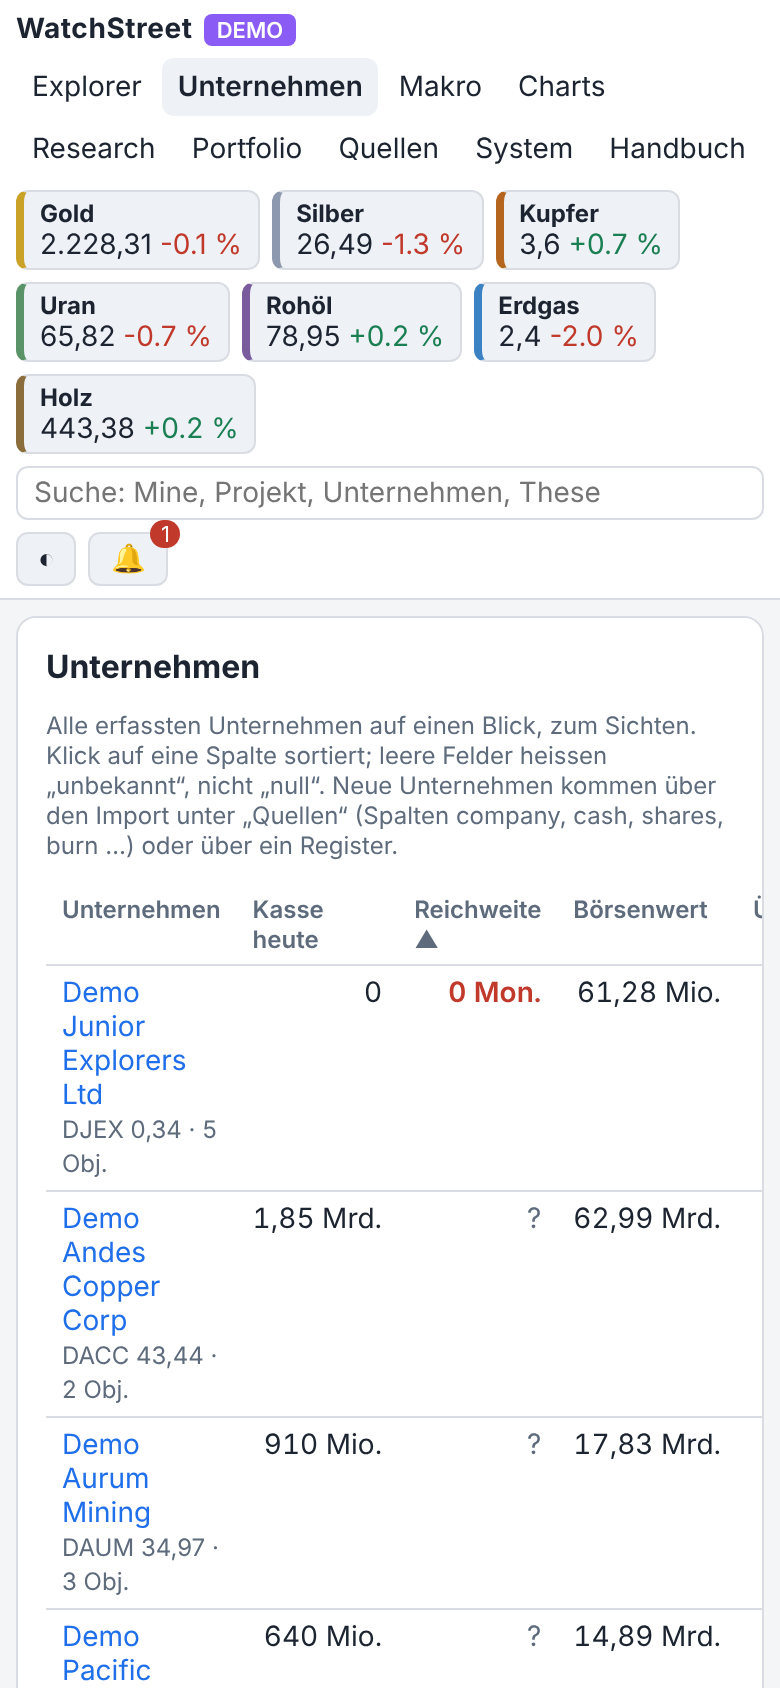 WatchStreet DEMO
Explorer Unternehmen Makro Charts
Research Portfolio Quellen System Handbuch
Gold Silber Kupfer
2.228,31 -0.1 % 26,49 -1.3 % 3,6 +0.7 %
Uran Rohöl Erdgas
65,82 -0.7 % 78,95 +0.2 % 2,4 -2.0 %
Holz
443,38 +0.2 %
Suche: Mine, Projekt, Unternehmen, These
1
Unternehmen
Alle erfassten Unternehmen auf einen Blick, zum Sichten.
Klick auf eine Spalte sortiert; leere Felder heissen
„unbekannt“, nicht „null“. Neue Unternehmen kommen über
den Import unter „Quellen“ (Spalten company, cash, shares,
burn …) oder über ein Register.
Unternehmen Kasse Reichweite Börsenwert
heute ▲
Demo 0 0 Mon. 61,28 Mio.
Junior
Explorers
Ltd
DJEX 0,34 · 5
Obj.
Demo 1,85 Mrd. ? 62,99 Mrd.
Andes
Copper
Corp
DACC 43,44 ·
2 Obj.
Demo 910 Mio. ? 17,83 Mrd.
Aurum
Mining
DAUM 34,97 ·
3 Obj.
Demo 640 Mio. ? 14,89 Mrd.
Pacific